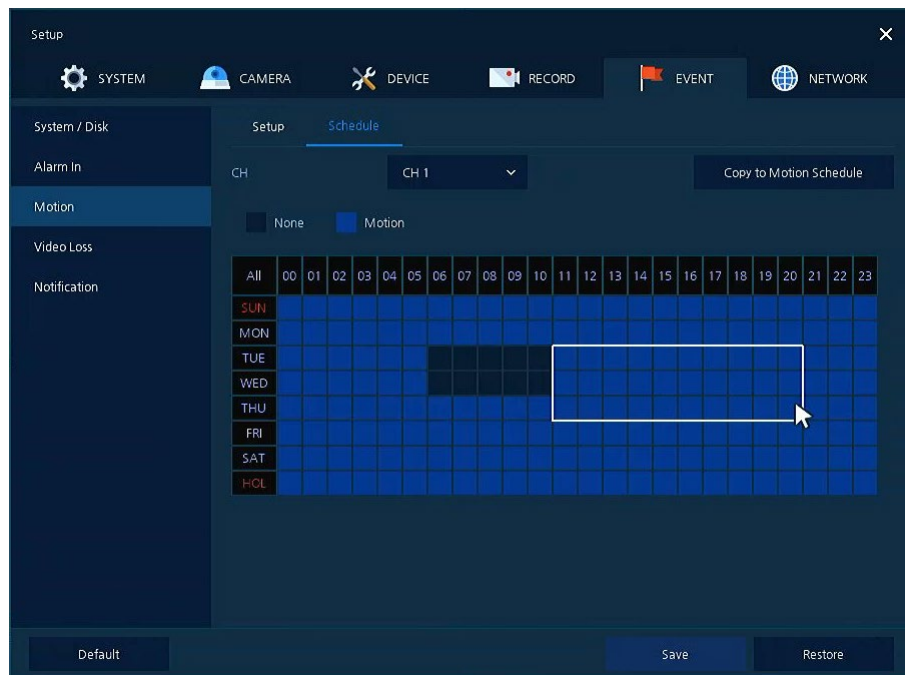 Setup
SYSTEM CAMERA DEVICE RECORD EVENT NETWORK
System / Disk
Alarm In
Motion
Video Loss
Notification
Setup Schedule
CH CH 1 Copy to Motion Schedule
None Motion
All 00 01 02 03 04 05 06 07 08 09 10 11 12 13 14 15 16 17 18 19 20 21 22 23
SUN
MON
TUE
WED
THU
FRI
SAT
HOL
Default Save Restore